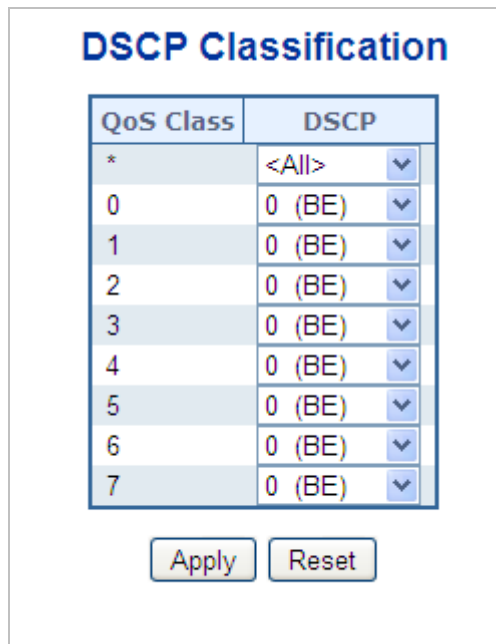 DSCP Classification
QoS Class DSCP
* <All>
0 0 (BE)
1 0 (BE)
2 0 (BE)
3 0 (BE)
4 0 (BE)
5 0 (BE)
6 0 (BE)
7 0 (BE)
Apply Reset